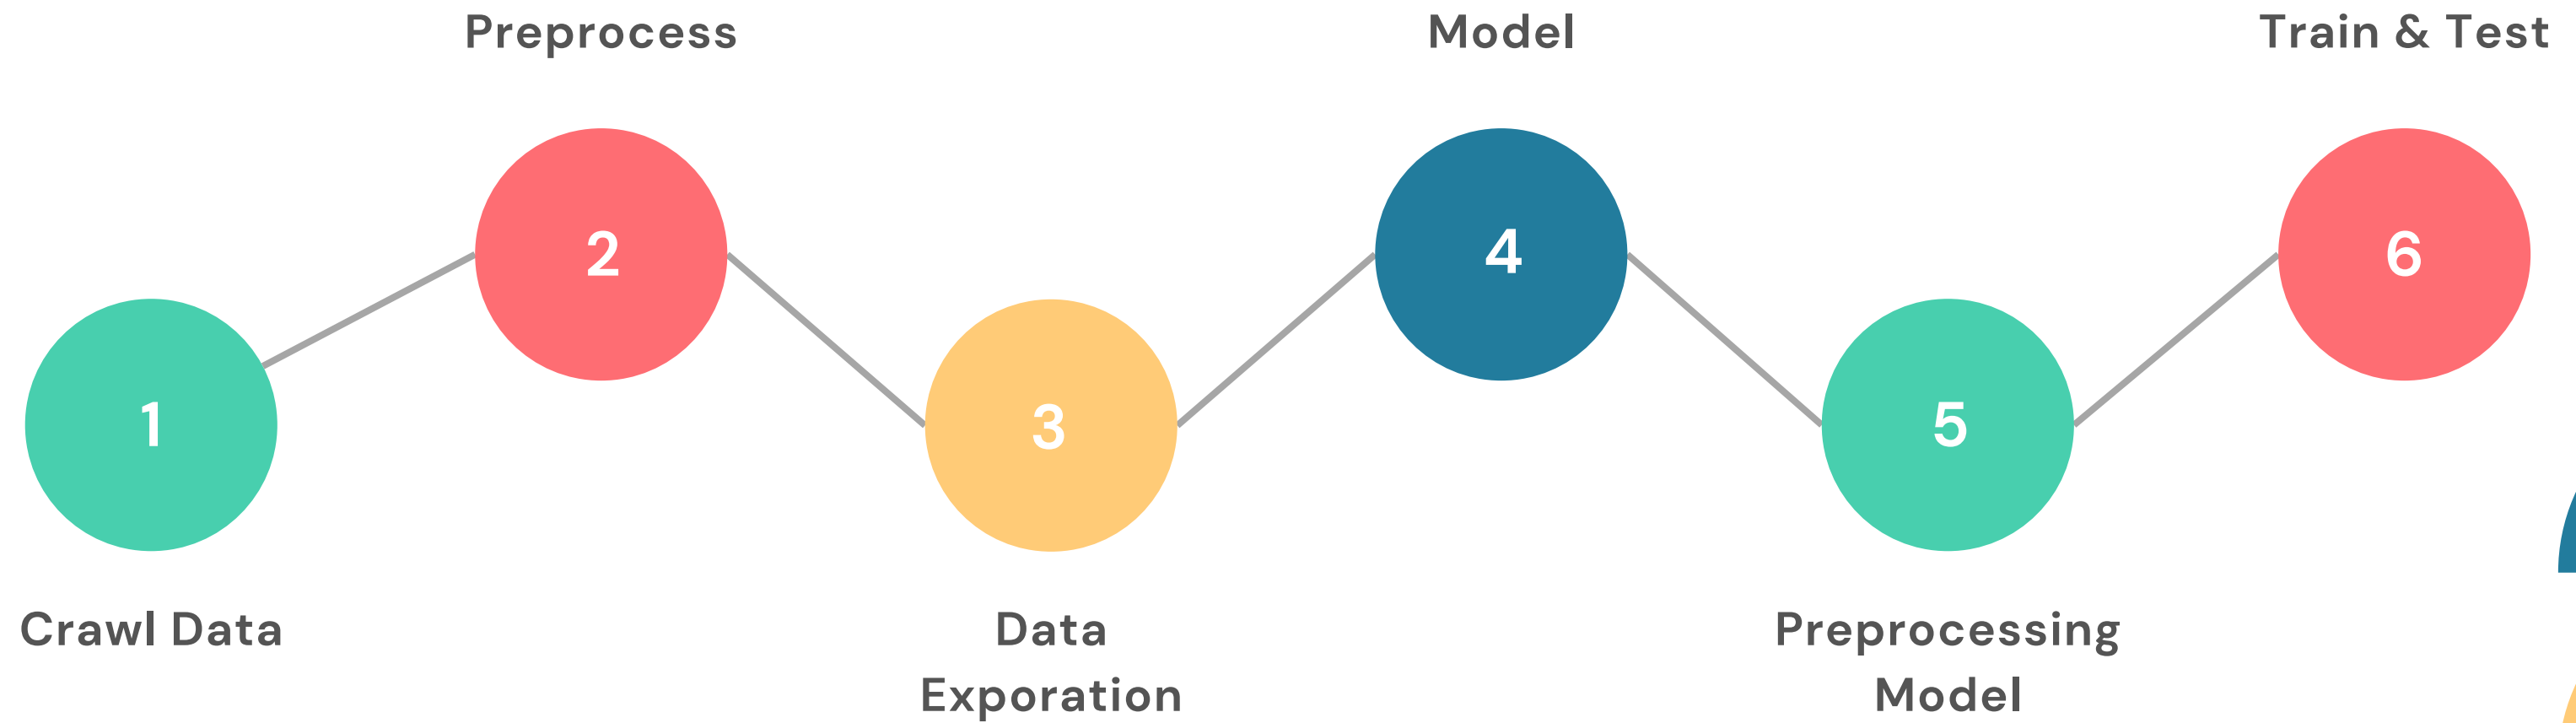 Preprocess
Model
Train & Test
2
4
6
1
3
5
Crawl Data
Data
Exporation
Preprocessing
Model